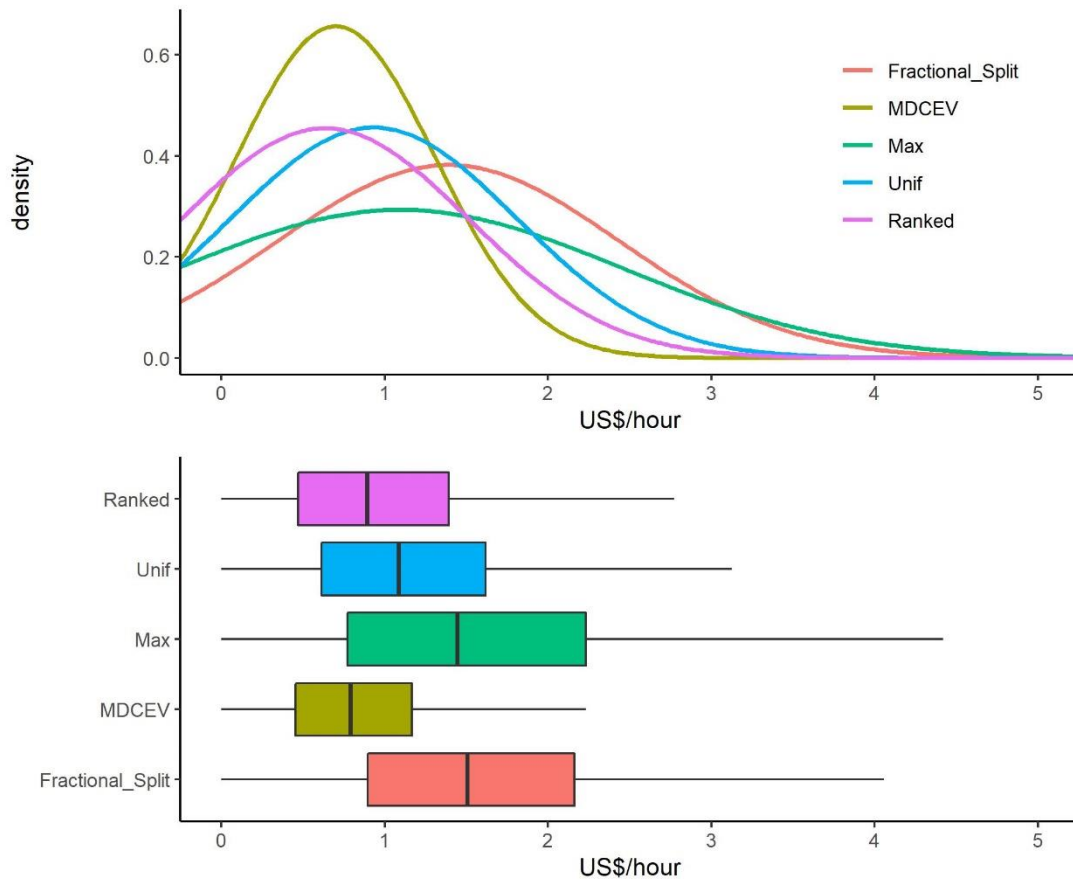 density
0.6
0.4
0.2
0.0
Fractional_Split
MDCEV
Max
Unif
Ranked
0 1 2 3 4 5
US$/hour
Ranked
Unif
Max
MDCEV
Fractional_Split
0 1 2 3 4 5
US$/hour